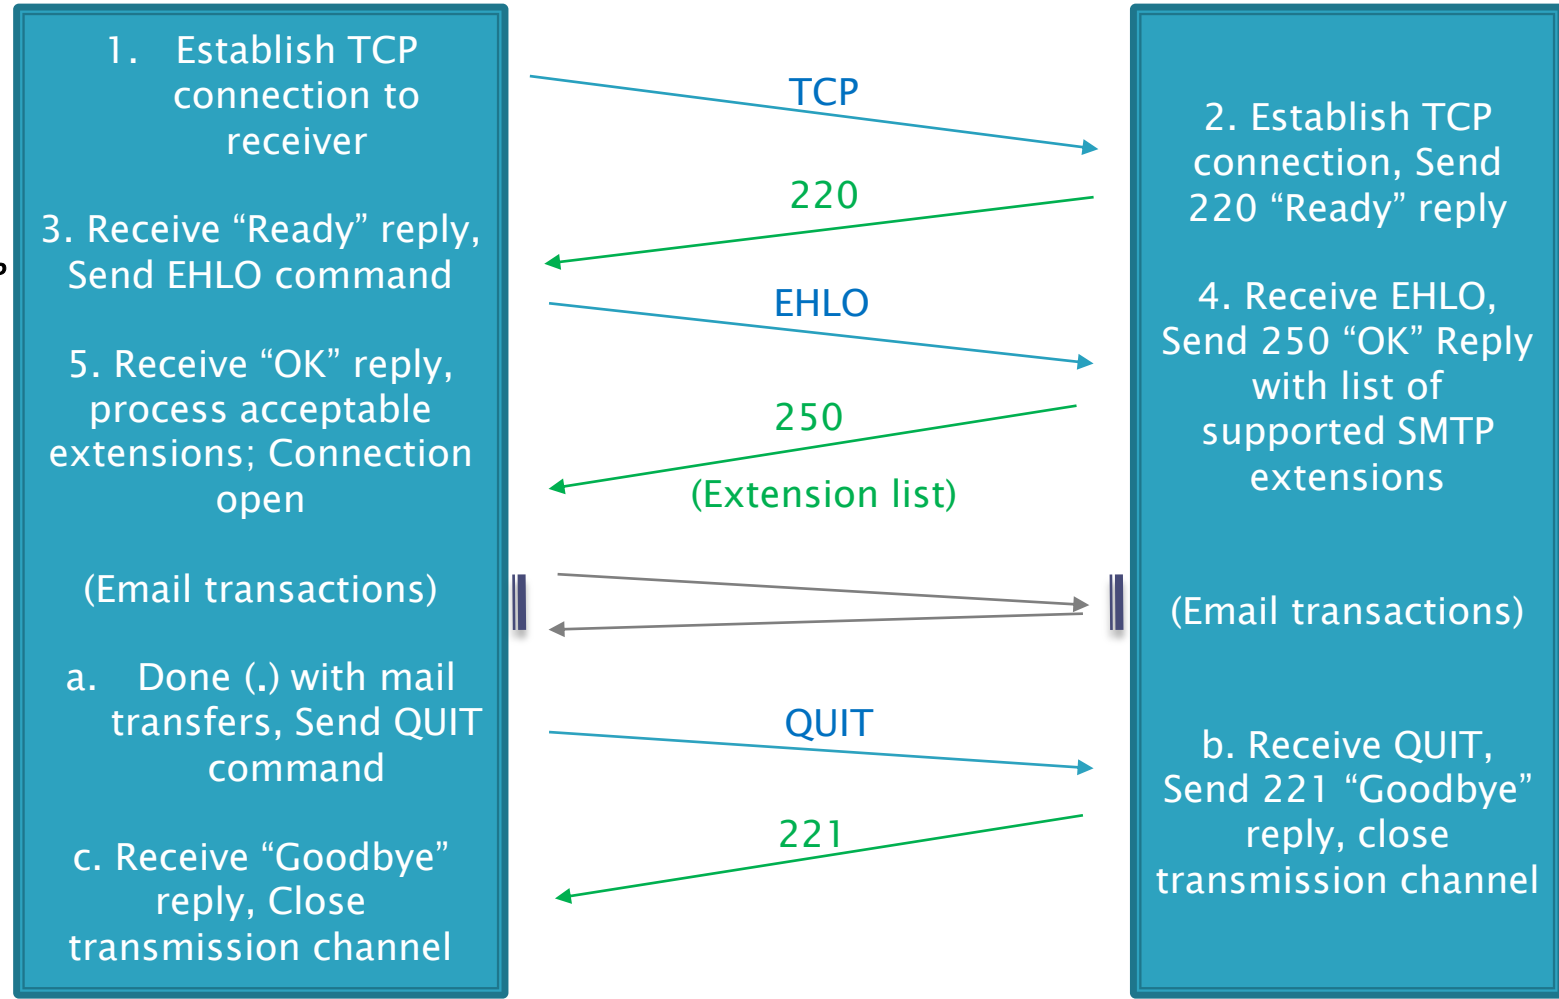 1. Establish TCP
connection to
receiver
3. Receive “Ready” reply,
Send EHLO command
5. Receive “OK” reply,
process acceptable
extensions; Connection
open
(Email transactions)
a. Done (.) with mail
transfers, Send QUIT
command
c. Receive “Goodbye”
reply, Close
transmission channel
TCP
220
EHLO
250
(Extension list)
QUIT
221
2. Establish TCP
connection, Send
220 “Ready” reply
4. Receive EHLO,
Send 250 “OK” Reply
with list of
supported SMTP
extensions
(Email transactions)
b. Receive QUIT,
Send 221 “Goodbye”
reply, close
transmission channel